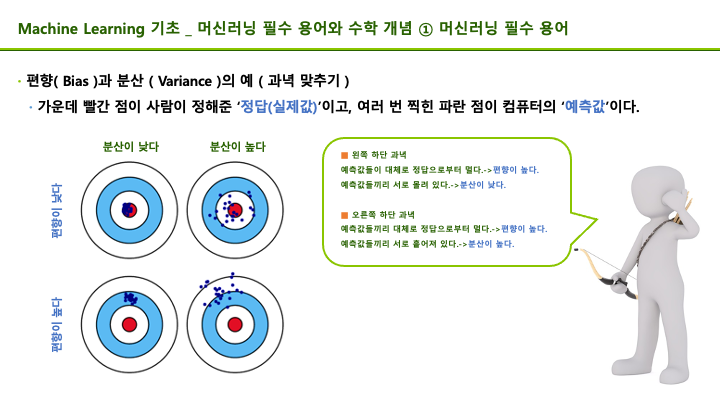 Machine Learning 기초 _ 머신러닝 필수 용어와 수학 개념 ① 머신러닝 필수 용어
· 편향( Bias )과 분산 ( Variance )의 예 ( 과녁 맞추기 )
· 가운데 빨간 점이 사람이 정해준 ‘정답(실제값)’이고, 여러 번 찍힌 파란 점이 컴퓨터의 ‘예측값’이다.
분산이 낮다 분산이 높다
편향이 낮다
편향이 높다
■ 왼쪽 하단 과녁
예측값들이 대체로 정답으로부터 멀다.->편향이 높다.
예측값들끼리 서로 몰려 있다.->분산이 낮다.
■ 오른쪽 하단 과녁
예측값들끼리 대체로 정답으로부터 멀다.->편향이 높다.
예측값들끼리 서로 흩어져 있다.->분산이 높다.